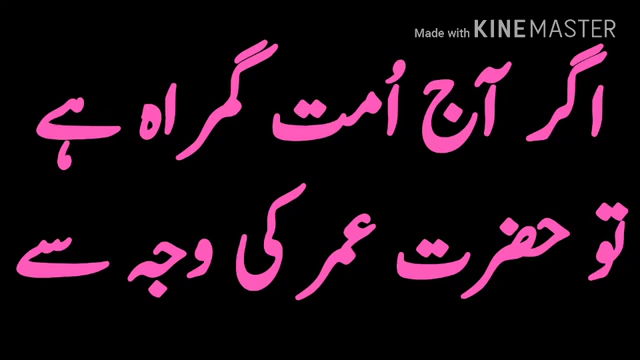 Made with KINEMASTER
اگر آج اُمت گمراہ ہے
تو حضرت عمر کی وجہ سے